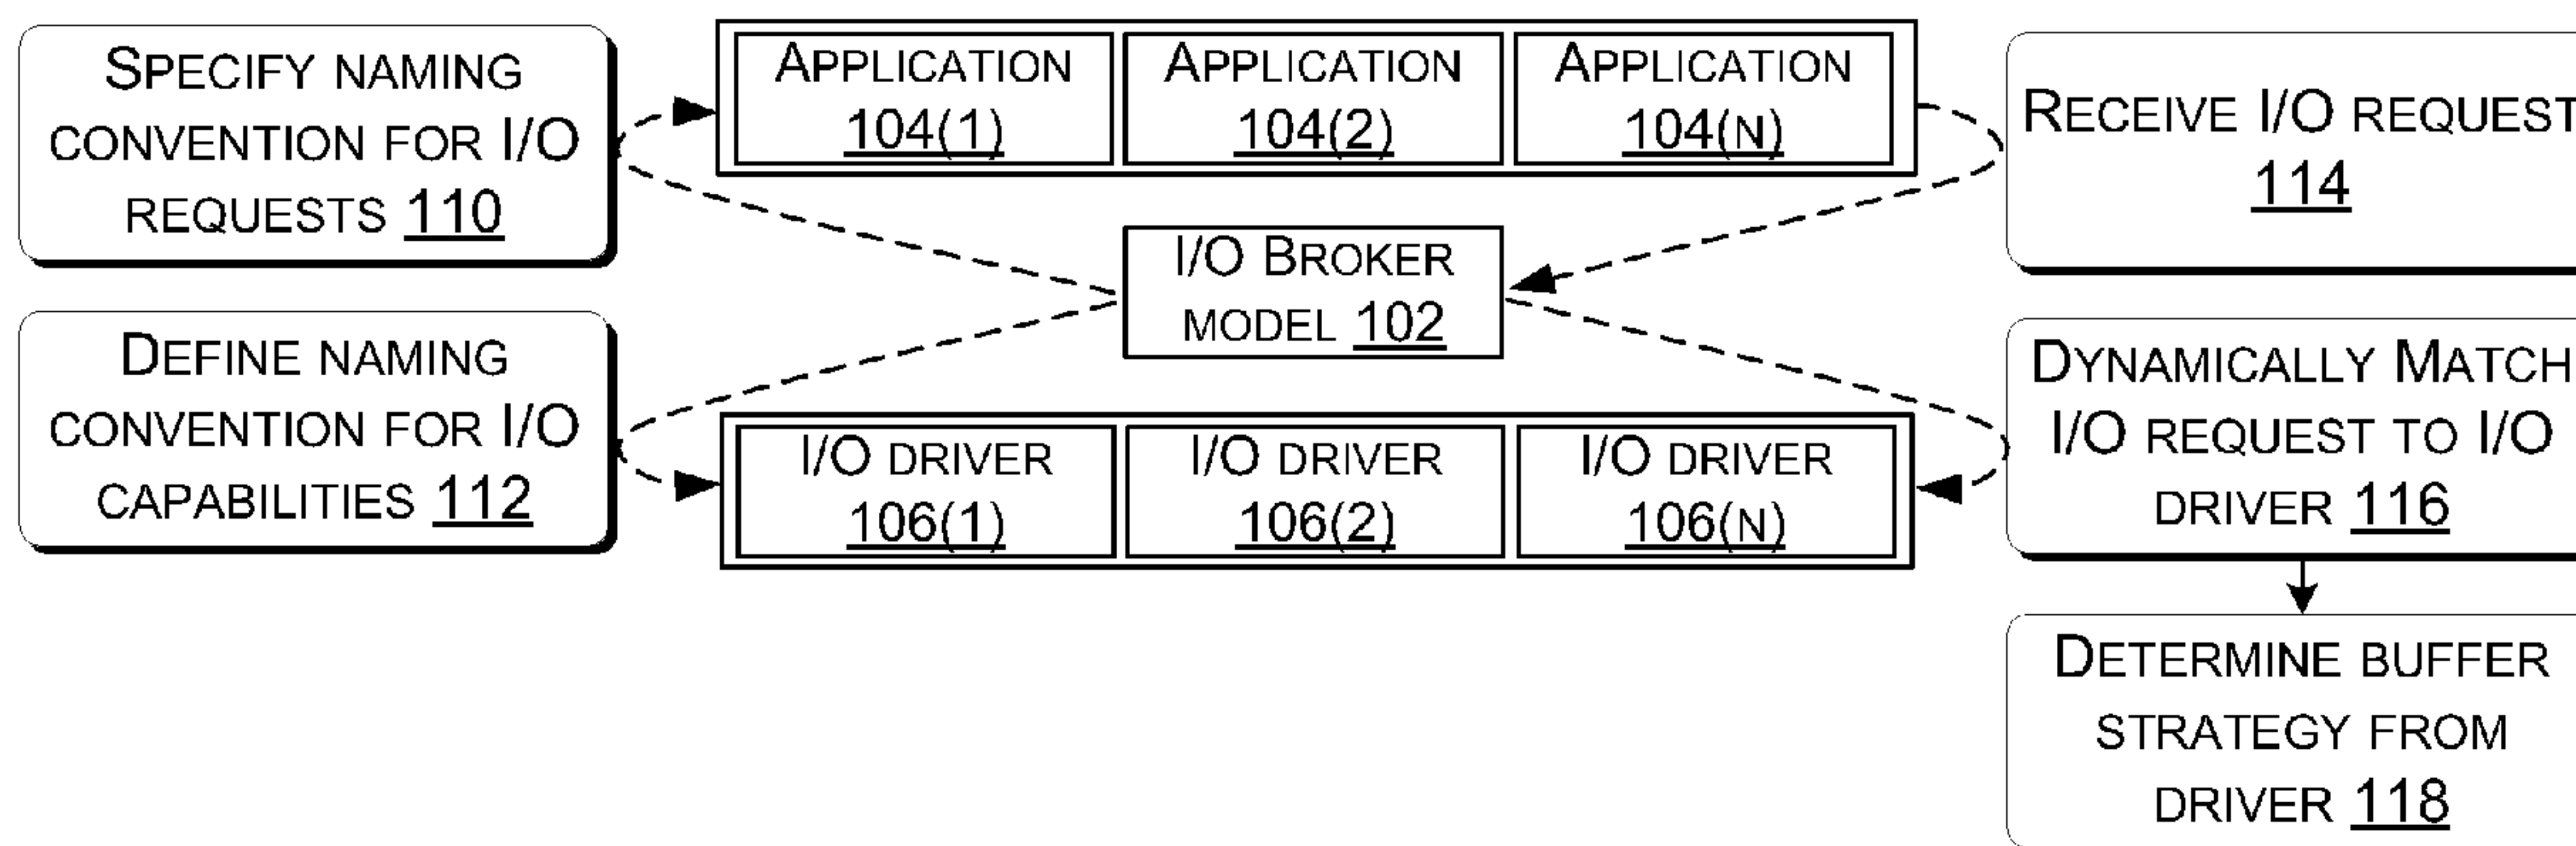 SPECIFY NAMING
CONVENTION FOR I/O
REQUESTS 110
APPLICATION
104(1)
APPLICATION
104(2)
APPLICATION
104(N)
RECEIVE I/O REQUEST
114
I/O BROKER
MODEL 102
DEFINE NAMING
CONVENTION FOR I/O
CAPABILITIES 112
I/O DRIVER
106(1)
I/O DRIVER
106(2)
I/O DRIVER
106(N)
DYNAMICALLY MATCH
I/O REQUEST TO I/O
DRIVER 116
DETERMINE BUFFER
STRATEGY FROM
DRIVER 118